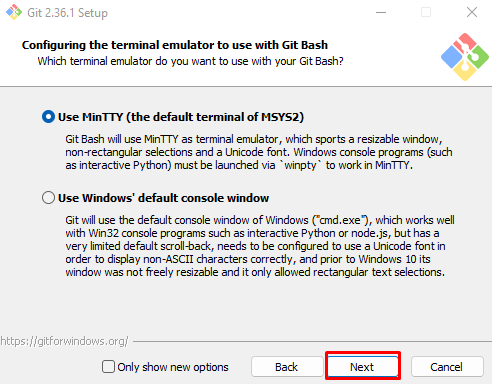 Git 2.36.1 Setup
Configuring the terminal emulator to use with Git Bash
Which terminal emulator do you want to use with your Git Bash?
Use MinTTY (the default terminal of MSYS2)
Git Bash will use MinTTY as terminal emulator, which sports a resizable window,
non-rectangular selections and a Unicode font. Windows console programs (such
as interactive Python) must be launched via `winpty` to work in MinTTY.
Use Windows' default console window
Git will use the default console window of Windows ("cmd.exe"), which works well
with Win32 console programs such as interactive Python or node.js, but has a
very limited default scroll-back, needs to be configured to use a Unicode font in
order to display non-ASCII characters correctly, and prior to Windows 10 its
window was not freely resizable and it only allowed rectangular text selections.
https://gitforwindows.org/
Only show new options
Back
Next
Cancel